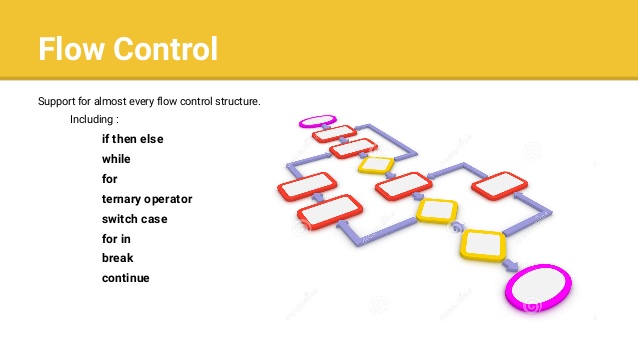 Flow Control
Support for almost every flow control structure.
Including :
if then else
while
for
ternary operator
switch case
for in
break
continue